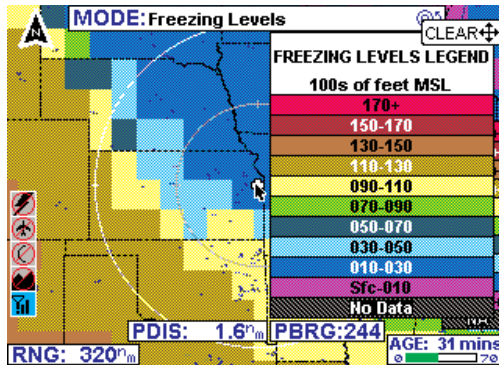 MODE: Freezing Levels
N
CLEAR
FREEZING LEVELS LEGEND
100s of feet MSL
170+
150-170
130-150
110-130
090-110
070-090
050-070
030-050
010-030
Sfc-010
No Data
PDIS: 1.6nm PBRG:244
RNG: 320nm
AGE: 31 mins
0 70